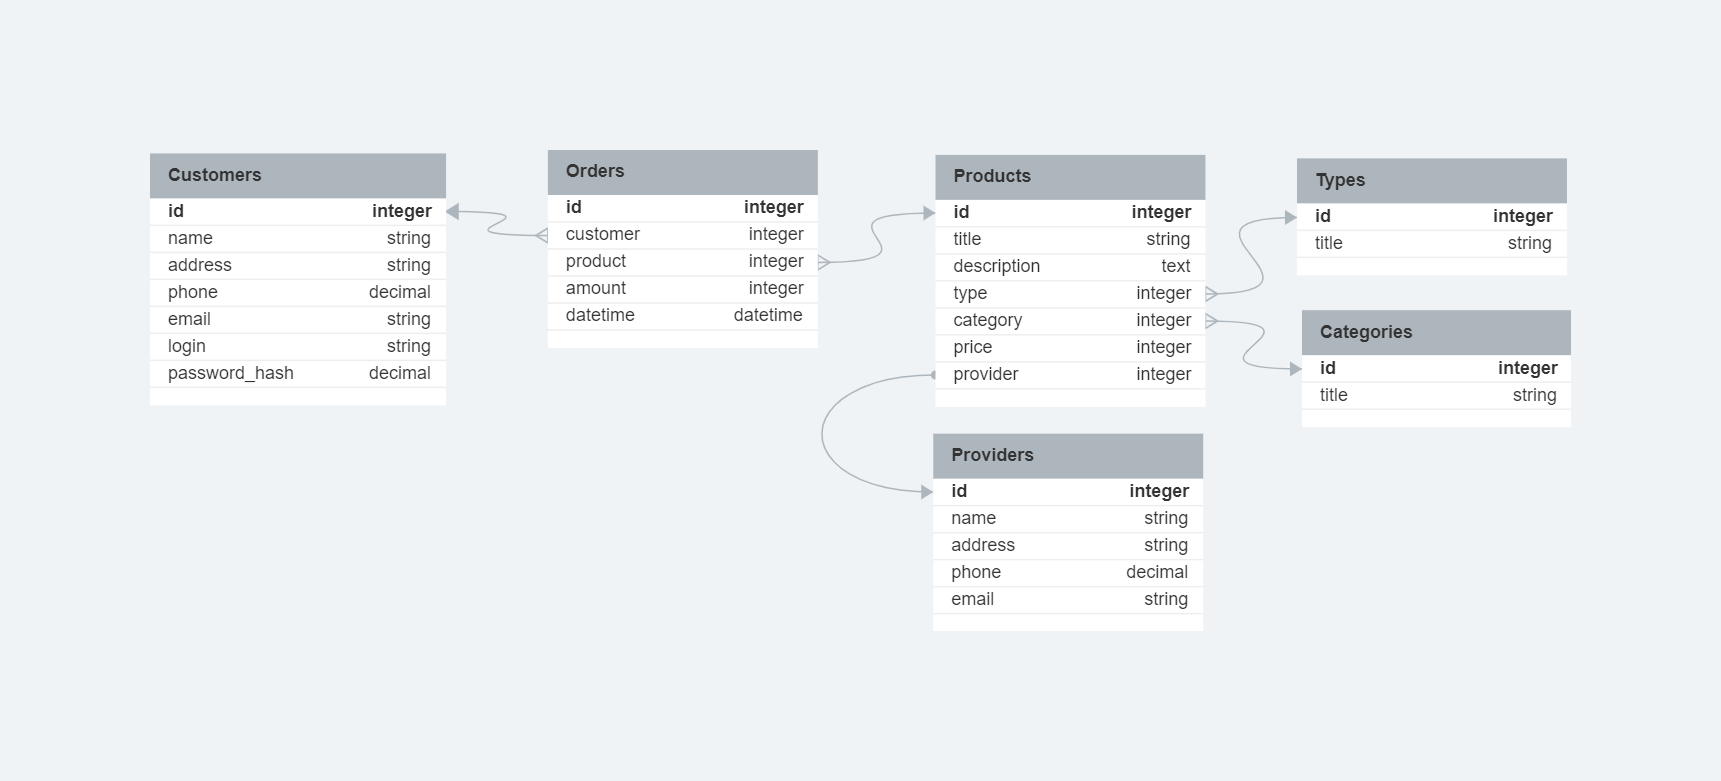 Customers
id integer
name string
address string
phone decimal
email string
login string
password_hash decimal
Orders
id integer
customer integer
product integer
amount integer
datetime datetime
Products
id integer
title string
description text
type integer
category integer
price integer
provider integer
Providers
id integer
name string
address string
phone decimal
email string
Types
id integer
title string
Categories
id integer
title string